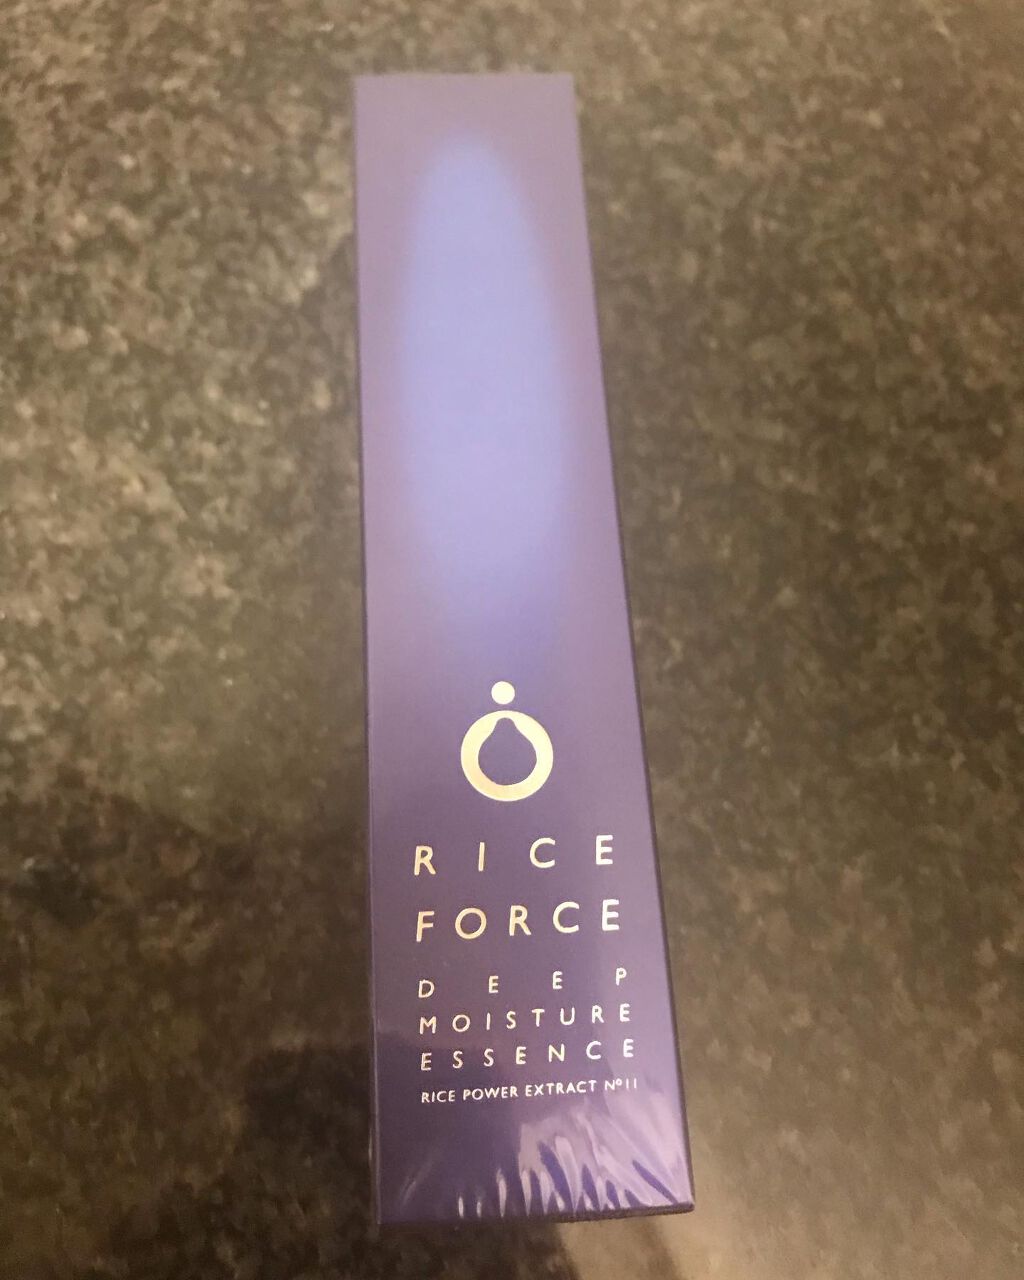 RICE
FORCE
DEEP
MOISTURE
ESSENCE
RICE POWER EXTRACT Nº11